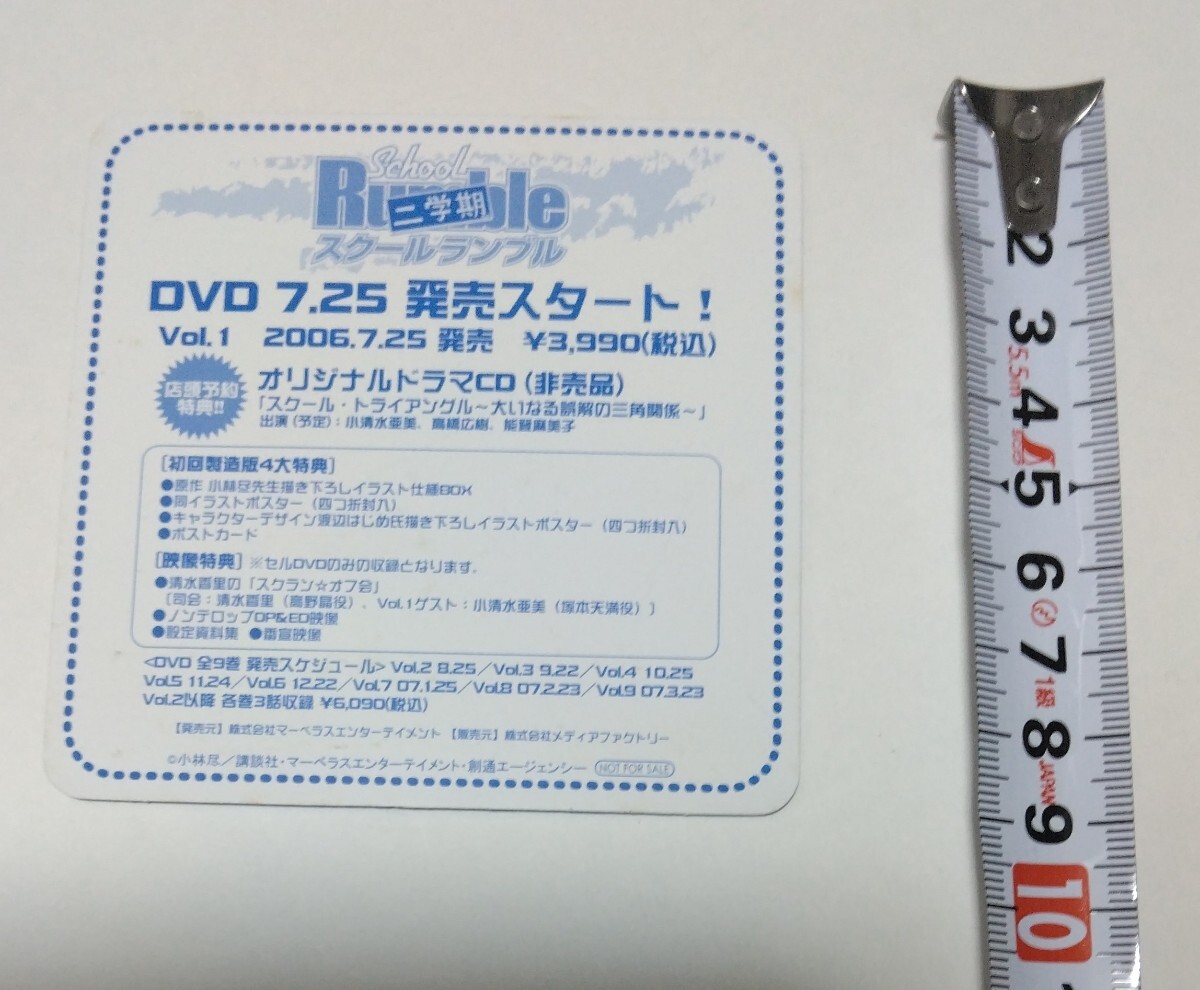 School
Rumble
二学期
スクールランブル
DVD 7.25 発売スタート!
Vol.1 2006.7.25 発売 ¥3,990(税込)
店頭予約
特典!!
オリジナルドラマCD(非売品)
「スクール・トライアングル~大いなる誤解の三角関係~」
出演(予定):小清水亜美、高橋広樹、能登麻美子
[初回製造版4大特典]
●原作 小林尽先生描き下ろしイラスト仕様BOX
●同イラストポスター(四つ折封入)
●キャラクターデザイン渡辺はじめ氏描き下ろしイラストポスター(四つ折封入)
●ポストカード
[映像特典] ※セルDVDのみの収録となります。
●清水香里の「スクラン☆オフ会」
[司会:清水香里(高野晶役)、Vol.1ゲスト:小清水亜美(塚本天満役)]
●ノンテロップOP&ED映像
●設定資料集 ●番宣映像
<DVD 全9巻 発売スケジュール> Vol.2 8.25/Vol.3 9.22/Vol.4 10.25
Vol.5 11.24/Vol.6 12.22/Vol.7 07.1.25/Vol.8 07.2.23/Vol.9 07.3.23
Vol.2以降 各巻3話収録 ¥6,090(税込)
【発売元】株式会社マーベラスエンターテイメント 【販売元】株式会社メディアファクトリー
©小林尽/講談社・マーベラスエンターテイメント・創通エージェンシー NOT FOR SALE
2
3
5.5m
4
5
6
7
1級
8
JAPAN
9
10